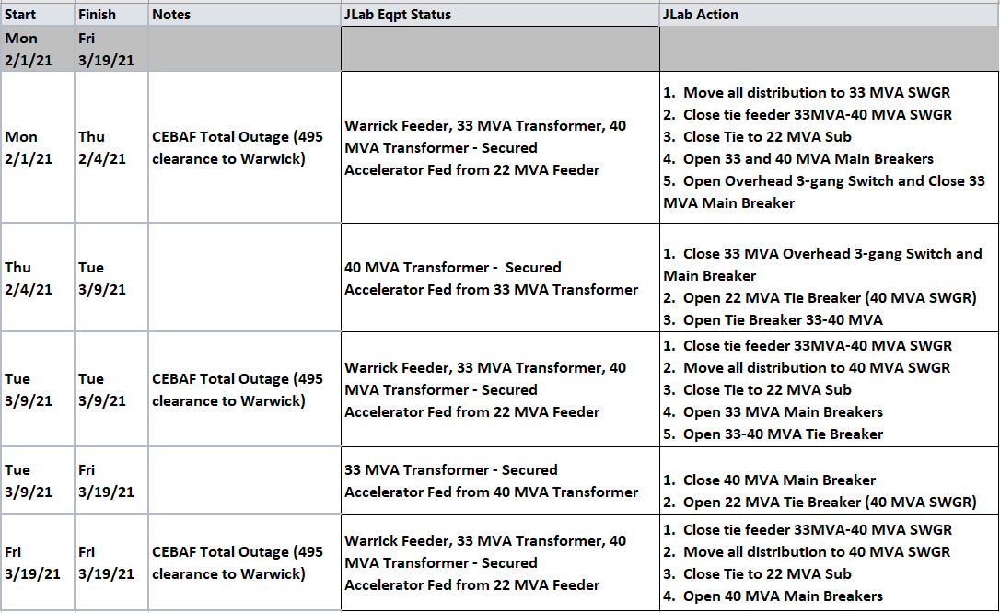 Start Finish Notes JLab Eqpt Status JLab Action
Mon Fri
2/1/21 3/19/21
Mon Thu
2/1/21 2/4/21
CEBAF Total Outage (495
clearance to Warwick)
Warrick Feeder, 33 MVA Transformer, 40
MVA Transformer - Secured
Accelerator Fed from 22 MVA Feeder
1. Move all distribution to 33 MVA SWGR
2. Close tie feeder 33MVA-40 MVA SWGR
3. Close Tie to 22 MVA Sub
4. Open 33 and 40 MVA Main Breakers
5. Open Overhead 3-gang Switch and Close 33
MVA Main Breaker
Thu Tue
2/4/21 3/9/21
40 MVA Transformer - Secured
Accelerator Fed from 33 MVA Transformer
1. Close 33 MVA Overhead 3-gang Switch and
Main Breaker
2. Open 22 MVA Tie Breaker (40 MVA SWGR)
3. Open Tie Breaker 33-40 MVA
Tue Tue
3/9/21 3/9/21
CEBAF Total Outage (495
clearance to Warwick)
Warrick Feeder, 33 MVA Transformer, 40
MVA Transformer - Secured
Accelerator Fed from 22 MVA Feeder
1. Close tie feeder 33MVA-40 MVA SWGR
2. Move all distribution to 40 MVA SWGR
3. Close Tie to 22 MVA Sub
4. Open 33 MVA Main Breakers
5. Open 33-40 MVA Tie Breaker
Tue Fri
3/9/21 3/19/21
33 MVA Transformer - Secured
Accelerator Fed from 40 MVA Transformer
1. Close 40 MVA Main Breaker
2. Open 22 MVA Tie Breaker (40 MVA SWGR)
Fri Fri
3/19/21 3/19/21
CEBAF Total Outage (495
clearance to Warwick)
Warrick Feeder, 33 MVA Transformer, 40
MVA Transformer - Secured
Accelerator Fed from 22 MVA Feeder
1. Close tie feeder 33MVA-40 MVA SWGR
2. Move all distribution to 40 MVA SWGR
3. Close Tie to 22 MVA Sub
4. Open 40 MVA Main Breakers